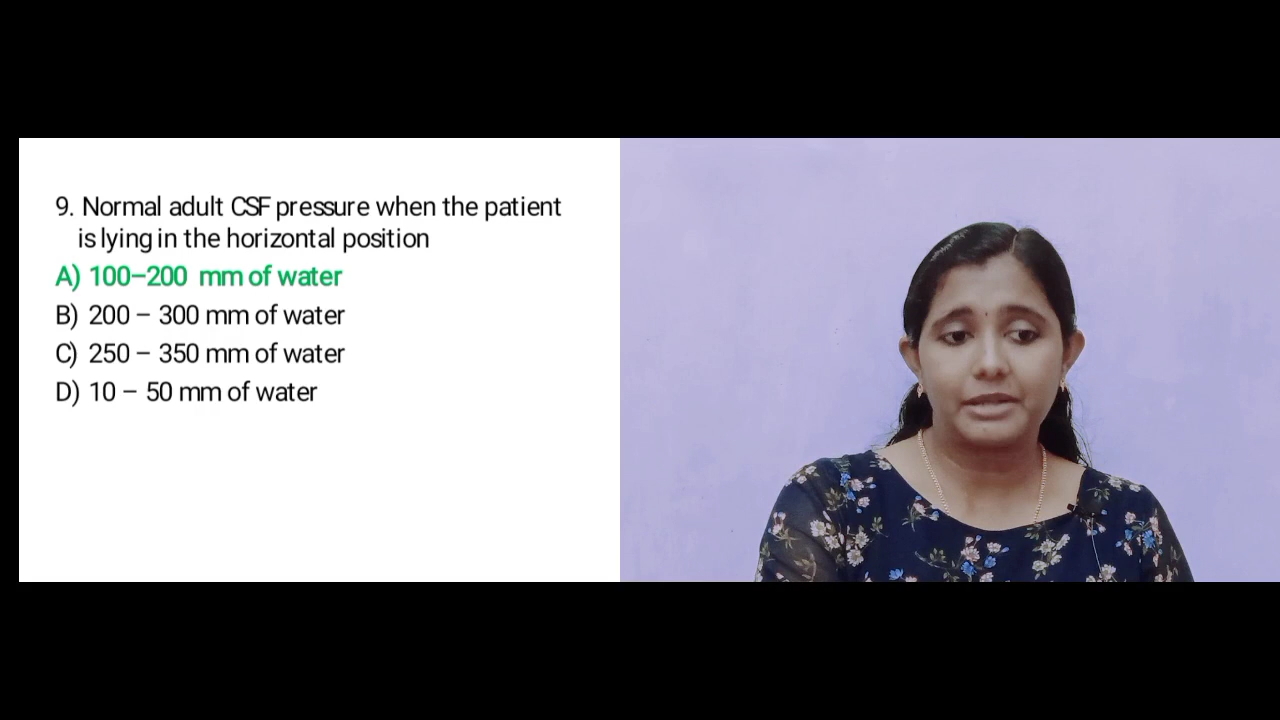 9. Normal adult CSF pressure when the patient
is lying in the horizontal position
A) 100–200 mm of water
B) 200 – 300 mm of water
C) 250 – 350 mm of water
D) 10 – 50 mm of water